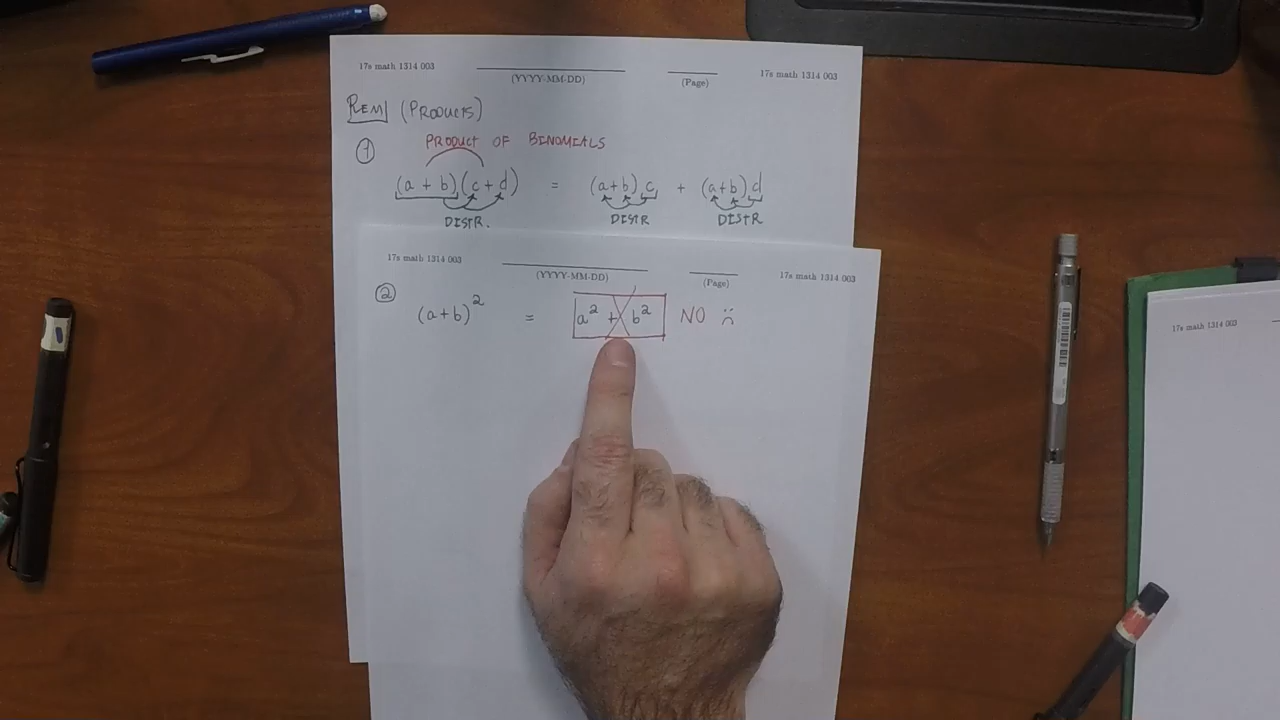 17s math 1314 003 (YYYY-MM-DD) (Page) 17s math 1314 003
REM (PRODUCTS)
① PRODUCT OF BINOMIALS
(a + b)(c + d) = (a+b) c + (a+b) d
DISTR. DISTR DISTR
17s math 1314 003 (YYYY-MM-DD) (Page) 17s math 1314 003
② (a+b)² = a² + b² NO ☹
17s math 1314 003